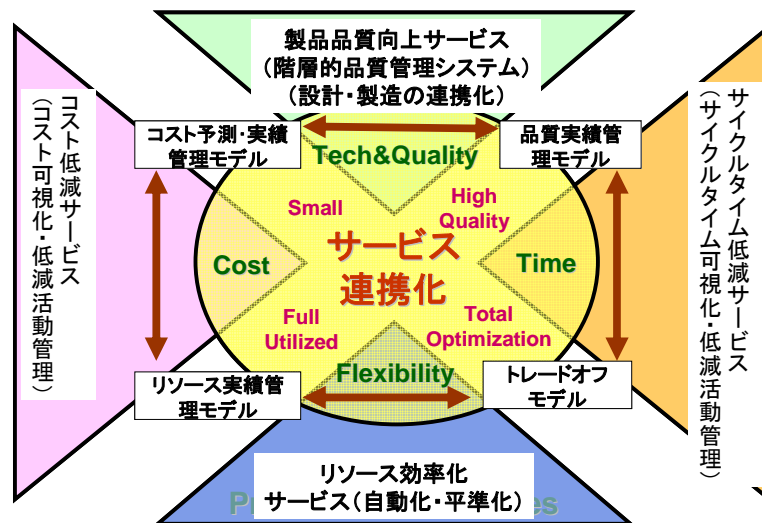 製品品質向上サービス
(階層的品質管理システム)
(設計・製造の連携化)
コスト低減サービス
(コスト可視化・低減活動管理)
サイクルタイム低減サービス
(サイクルタイム可視化・低減活動管理)
コスト予測・実績
管理モデル
品質実績管
理モデル
Tech&Quality
Small
High
Quality
Cost
サービス
連携化
Time
Full
Utilized
Total
Optimization
Flexibility
リソース実績管
理モデル
トレードオフ
モデル
リソース効率化
サービス(自動化・平準化)